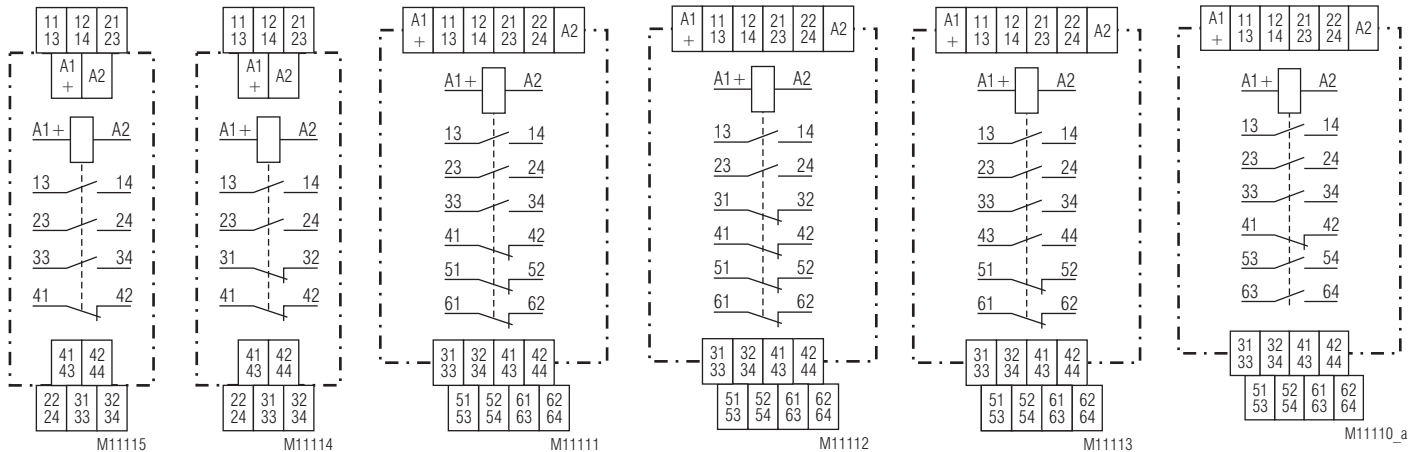 11 12 21
13 14 23
A1 A2
+
A1+ A2
13 14
23 24
33 34
41 42
41 42
43 44
22 31 32
24 33 34
M11115
11 12 21
13 14 23
A1 A2
+
A1+ A2
13 14
23 24
31 32
41 42
41 42
43 44
22 31 32
24 33 34
M11114
A1 11 12 21 22 A2
+ 13 14 23 24
A1+ A2
13 14
23 24
33 34
41 42
51 52
61 62
31 32 41 42
33 34 43 44
51 52 61 62
53 54 63 64
M11111
A1 11 12 21 22 A2
+ 13 14 23 24
A1+ A2
13 14
23 24
31 32
41 42
51 52
61 62
31 32 41 42
33 34 43 44
51 52 61 62
53 54 63 64
M11112
A1 11 12 21 22 A2
+ 13 14 23 24
A1+ A2
13 14
23 24
33 34
43 44
51 52
61 62
31 32 41 42
33 34 43 44
51 52 61 62
53 54 63 64
M11113
A1 11 12 21 22 A2
+ 13 14 23 24
A1+ A2
13 14
23 24
33 34
41 42
53 54
63 64
31 32 41 42
33 34 43 44
51 52 61 62
53 54 63 64
M11110_a